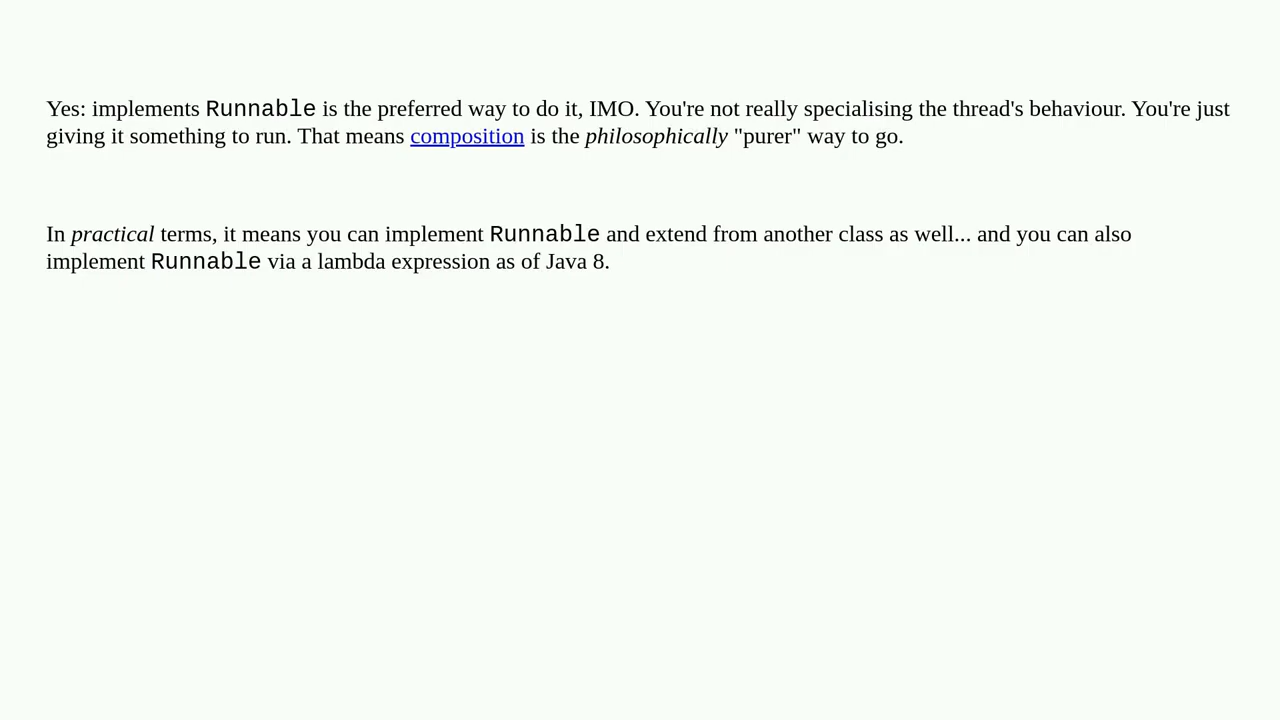 Yes: implements Runnable is the preferred way to do it, IMO. You're not really specialising the thread's behaviour. You're just
giving it something to run. That means composition is the philosophically "purer" way to go.
In practical terms, it means you can implement Runnable and extend from another class as well... and you can also
implement Runnable via a lambda expression as of Java 8.